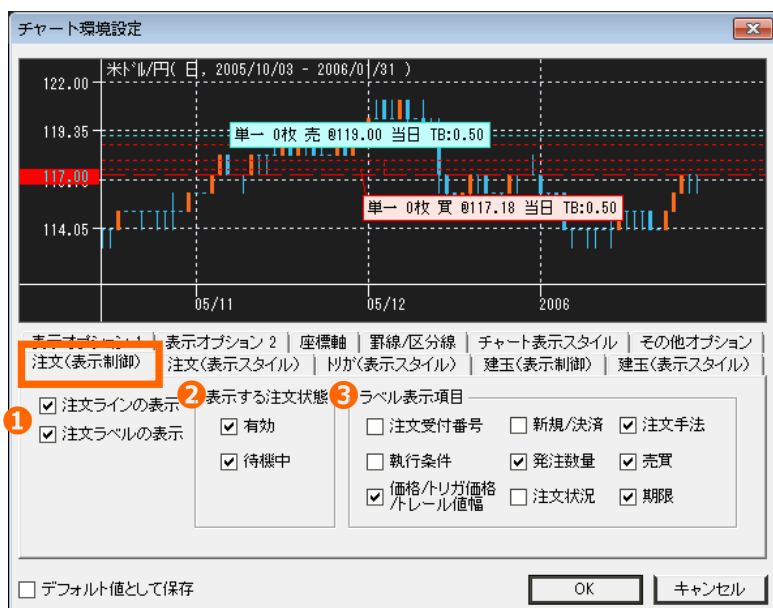 チャート環境設定
米ﾄﾞﾙ/円( 日, 2005/10/03 - 2006/01/31 )
122.00
119.35
単一 0枚 売 @119.00 当日 TB:0.50
117.00
単一 0枚 買 @117.18 当日 TB:0.50
114.05
05/11
05/12
2006
表示オプション 1
表示オプション 2
座標軸
罫線/区分線
チャート表示スタイル
その他オプション
注文(表示制御)
注文(表示スタイル)
ﾄﾘｶﾞ(表示スタイル)
建玉(表示制御)
建玉(表示スタイル)
1
注文ラインの表示
注文ラベルの表示
2
表示する注文状態
有効
待機中
3
ラベル表示項目
注文受付番号
新規/決済
注文手法
執行条件
発注数量
売買
価格/トリガ価格
/トレール値幅
注文状況
期限
デフォルト値として保存
OK
キャンセル